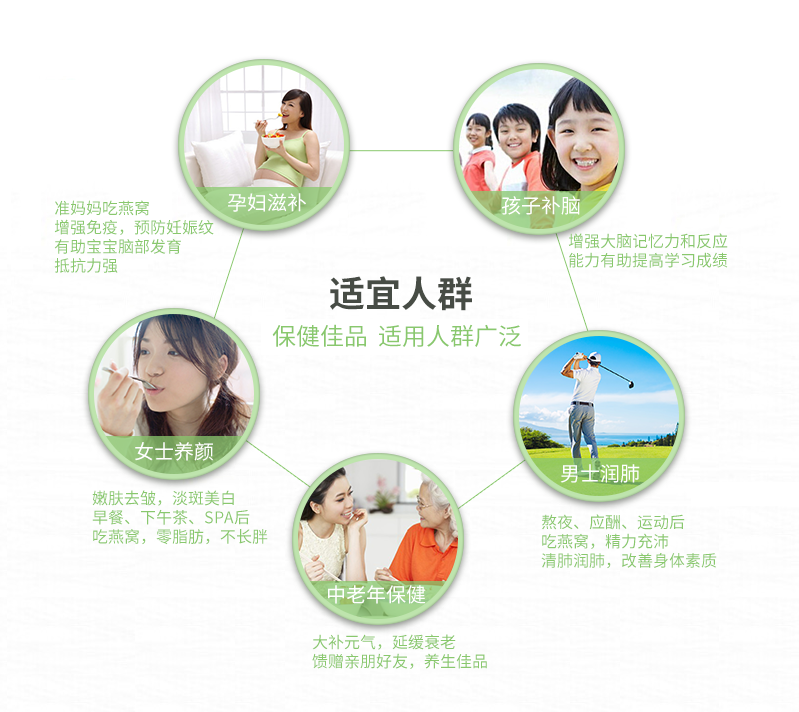 孕妇滋补
准妈妈吃燕窝
增强免疫，预防妊娠纹
有助宝宝脑部发育
抵抗力强
孩子补脑
增强大脑记忆力和反应
能力有助提高学习成绩
适宜人群
保健佳品 适用人群广泛
女士养颜
嫩肤去皱，淡斑美白
早餐、下午茶、SPA后
吃燕窝，零脂肪，不长胖
男士润肺
熬夜、应酬、运动后
吃燕窝，精力充沛
清肺润肺，改善身体素质
中老年保健
大补元气，延缓衰老
馈赠亲朋好友，养生佳品